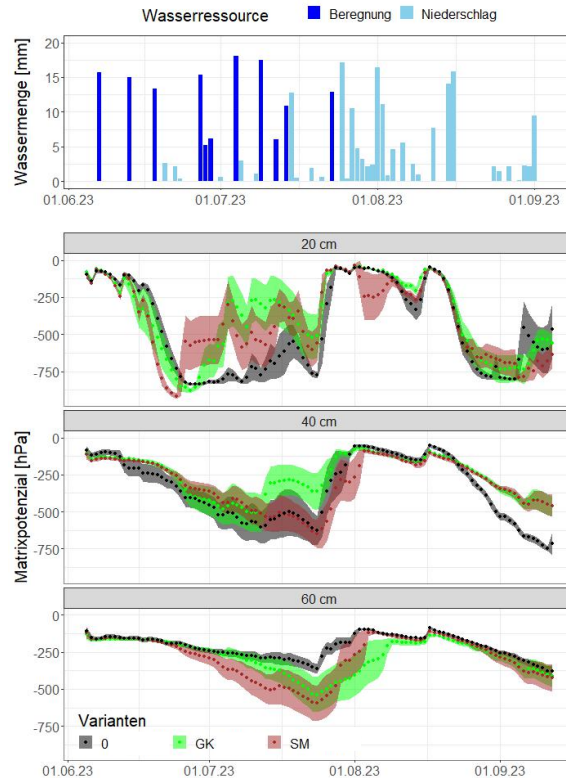 Wasserressource Beregnung Niederschlag
Wassermenge [mm]
20
15
10
5
0
01.06.23 01.07.23 01.08.23 01.09.23
20 cm
0
-250
-500
-750
40 cm
Matrixpotenzial [hPa]
0
-250
-500
-750
60 cm
0
-250
-500
-750
Varianten
0 GK SM
01.06.23 01.07.23 01.08.23 01.09.23